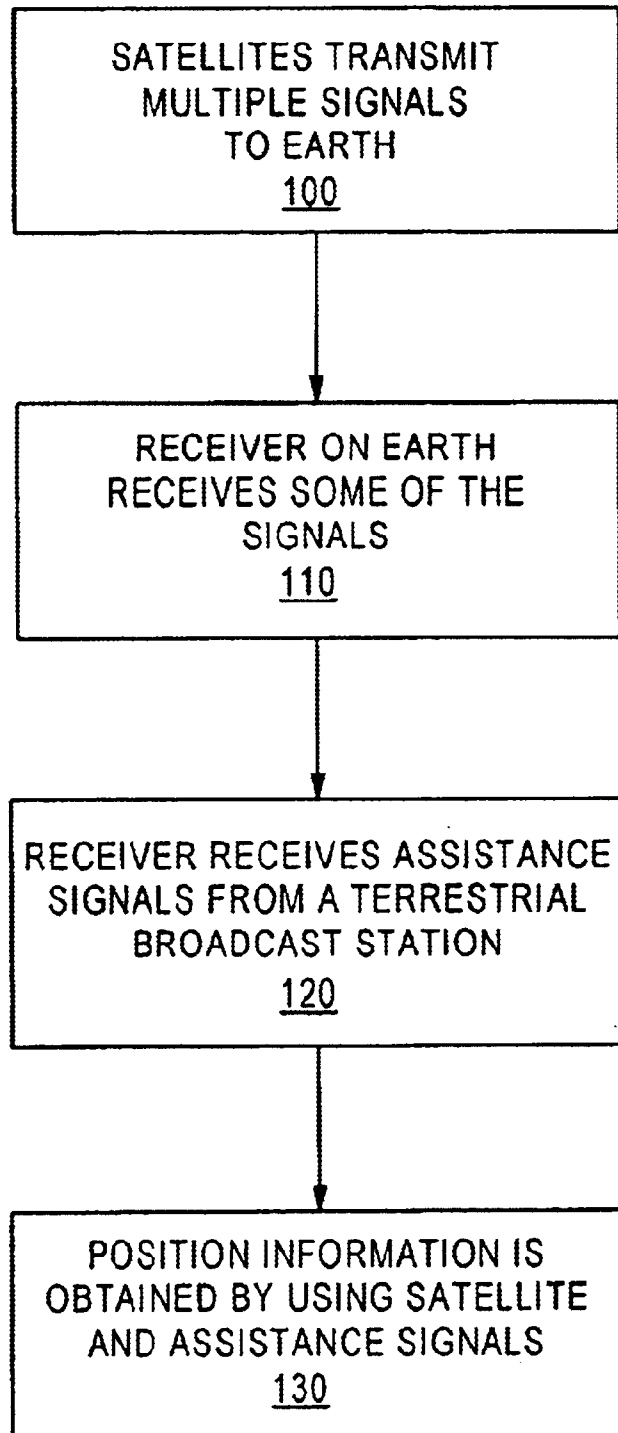 SATELLITES TRANSMIT
MULTIPLE SIGNALS
TO EARTH
100
RECEIVER ON EARTH
RECEIVES SOME OF THE
SIGNALS
110
RECEIVER RECEIVES ASSISTANCE
SIGNALS FROM A TERRESTRIAL
BROADCAST STATION
120
POSITION INFORMATION IS
OBTAINED BY USING SATELLITE
AND ASSISTANCE SIGNALS
130